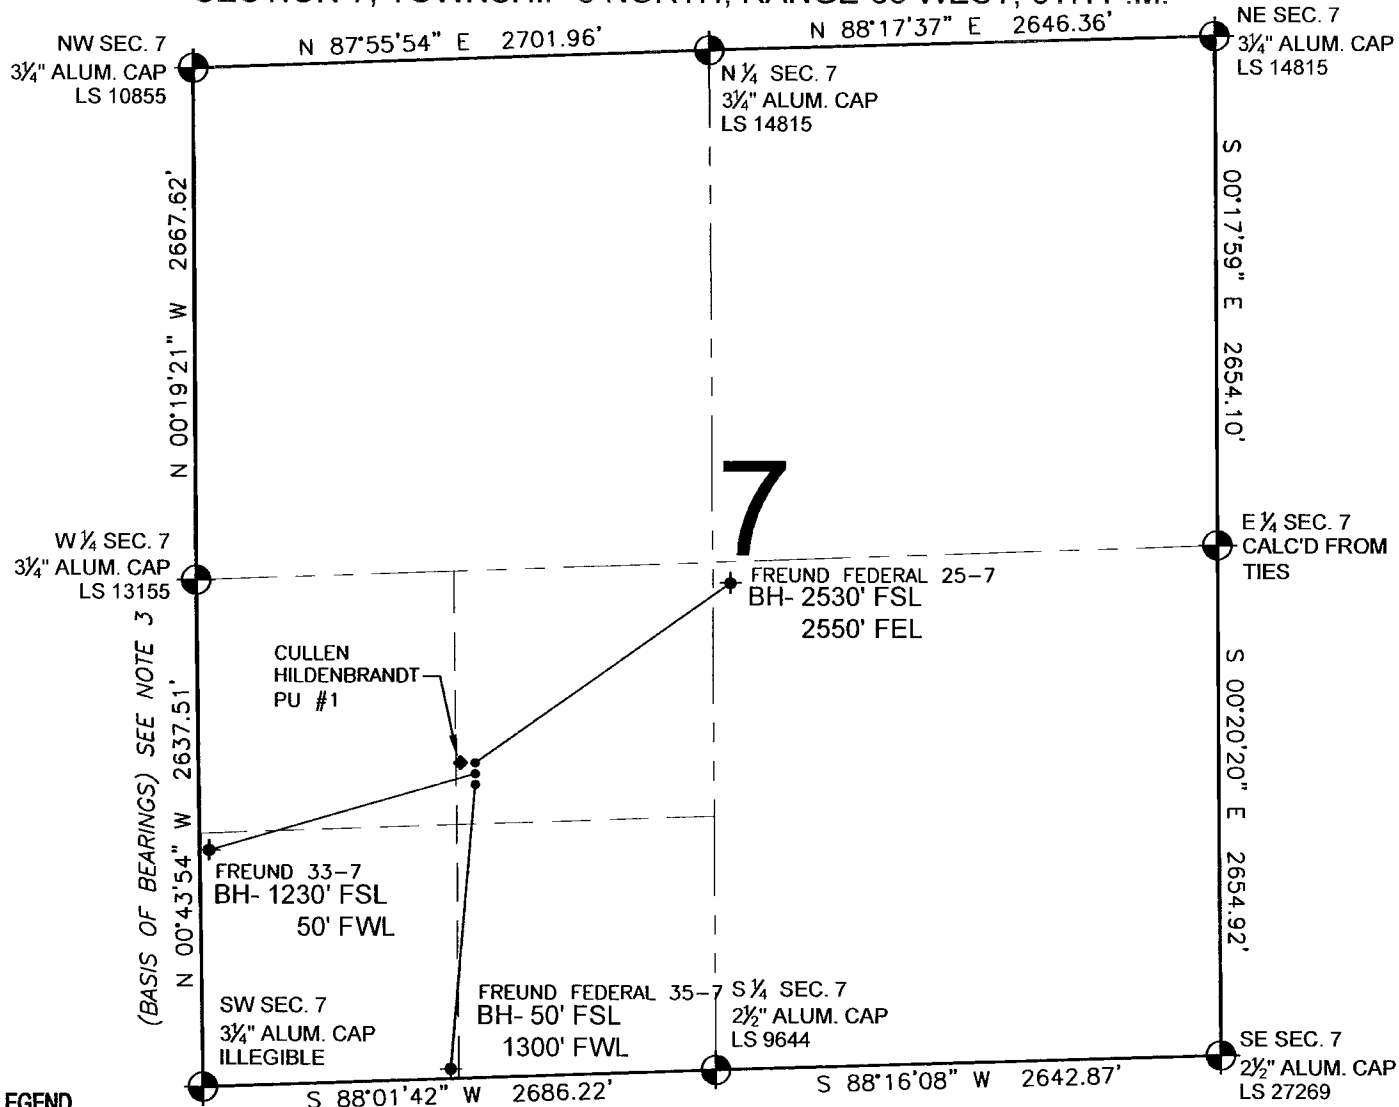 SECTION 7, TOWNSHIP
NORTH, RANGE
WEST,
P.M.
NW SEC. 7
3¼" ALUM. CAP
LS 10855
N 87°55'54" E 2701.96'
N 88°17'37" E 2646.36'
NE SEC. 7
3¼" ALUM. CAP
LS 14815
N ¼ SEC. 7
3¼" ALUM. CAP
LS 14815
N 00°19'21" W 2667.62'
S 00°17'59" E 2654.10'
7
W ¼ SEC. 7
3¼" ALUM. CAP
LS 13155
E ¼ SEC. 7
CALC'D FROM
TIES
FREUND FEDERAL 25-7
BH- 2530' FSL
2550' FEL
CULLEN
HILDENBRANDT
PU #1
(BASIS OF BEARINGS) SEE NOTE 3
N 00°43'54" W 2637.51'
S 00°20'20" E 2654.92'
FREUND 33-7
BH- 1230' FSL
50' FWL
SW SEC. 7
3¼" ALUM. CAP
ILLEGIBLE
FREUND FEDERAL 35-7
BH- 50' FSL
1300' FWL
S ¼ SEC. 7
2½" ALUM. CAP
LS 9644
SE SEC. 7
2½" ALUM. CAP
LS 27269
S 88°01'42" W 2686.22'
S 88°16'08" W 2642.87'
EGEND